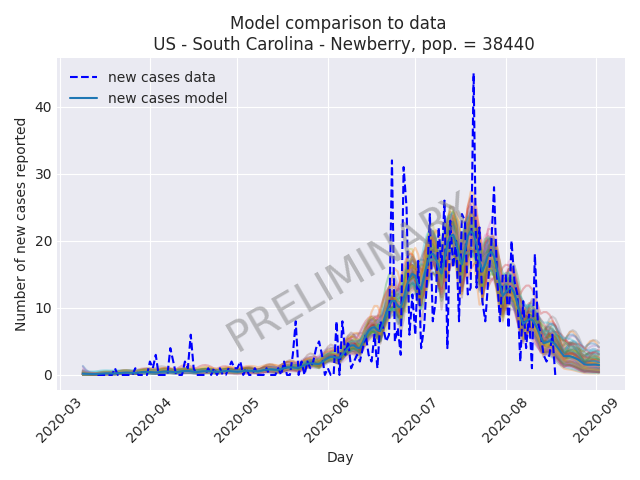 Model comparison to data
US - South Carolina - Newberry, pop. = 38440
new cases data
new cases model
Number of new cases reported
40
30
20
10
0
PRELIMINARY
2020-03
2020-04
2020-05
2020-06
2020-07
2020-08
2020-09
Day